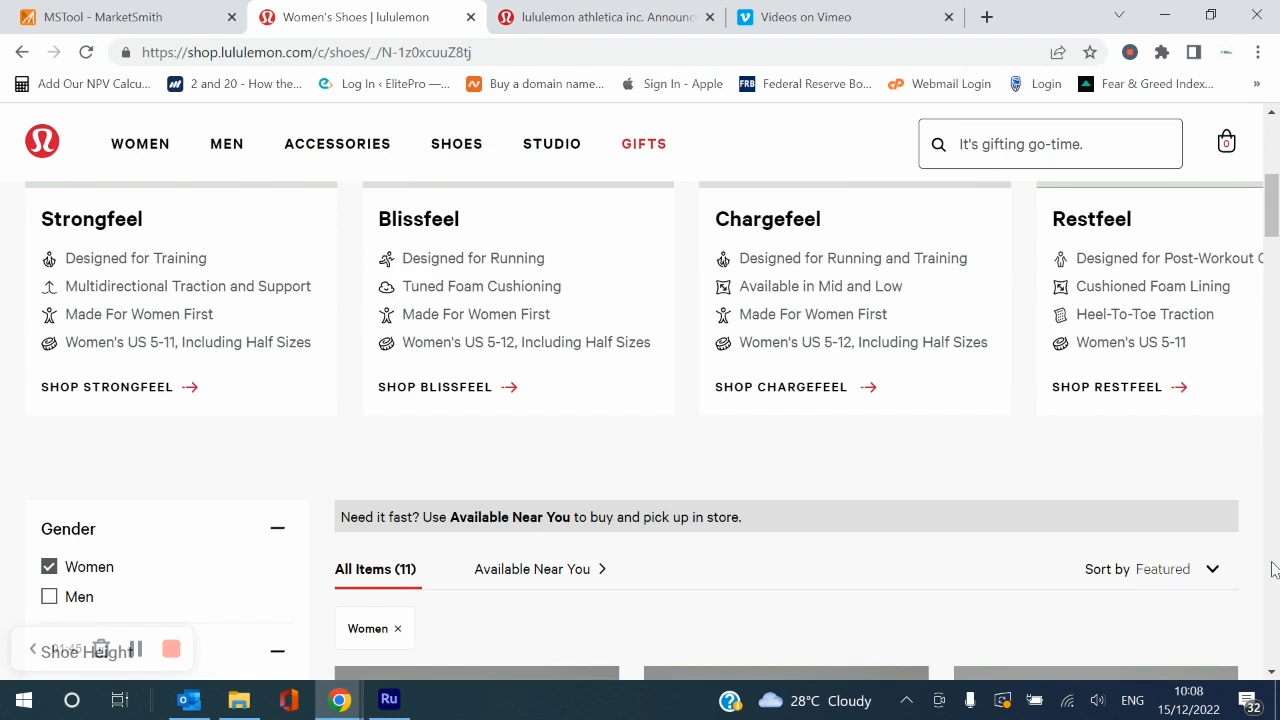 MSTool - MarketSmith
Women's Shoes | lululemon
lululemon athletica inc. Announc
Videos on Vimeo
https://shop.lululemon.com/c/shoes/_/N-1z0xcuuZ8tj
Add Our NPV Calcu...
2 and 20 - How the...
Log In ‹ ElitePro —...
Buy a domain name...
Sign In - Apple
FRB Federal Reserve Bo...
cP Webmail Login
Login
Fear & Greed Index...
»
WOMEN MEN ACCESSORIES SHOES STUDIO GIFTS
It's gifting go-time.
0
Strongfeel
Designed for Training
Multidirectional Traction and Support
Made For Women First
Women's US 5-11, Including Half Sizes
SHOP STRONGFEEL
Blissfeel
Designed for Running
Tuned Foam Cushioning
Made For Women First
Women's US 5-12, Including Half Sizes
SHOP BLISSFEEL
Chargefeel
Designed for Running and Training
Available in Mid and Low
Made For Women First
Women's US 5-12, Including Half Sizes
SHOP CHARGEFEEL
Restfeel
Designed for Post-Workout
Cushioned Foam Lining
Heel-To-Toe Traction
Women's US 5-11
SHOP RESTFEEL
Gender
Women
Men
Shoe Height
01:45
Need it fast? Use Available Near You to buy and pick up in store.
All Items (11)
Available Near You
Sort by Featured
Women ×
Ru
28°C Cloudy
ENG
10:08
15/12/2022
32